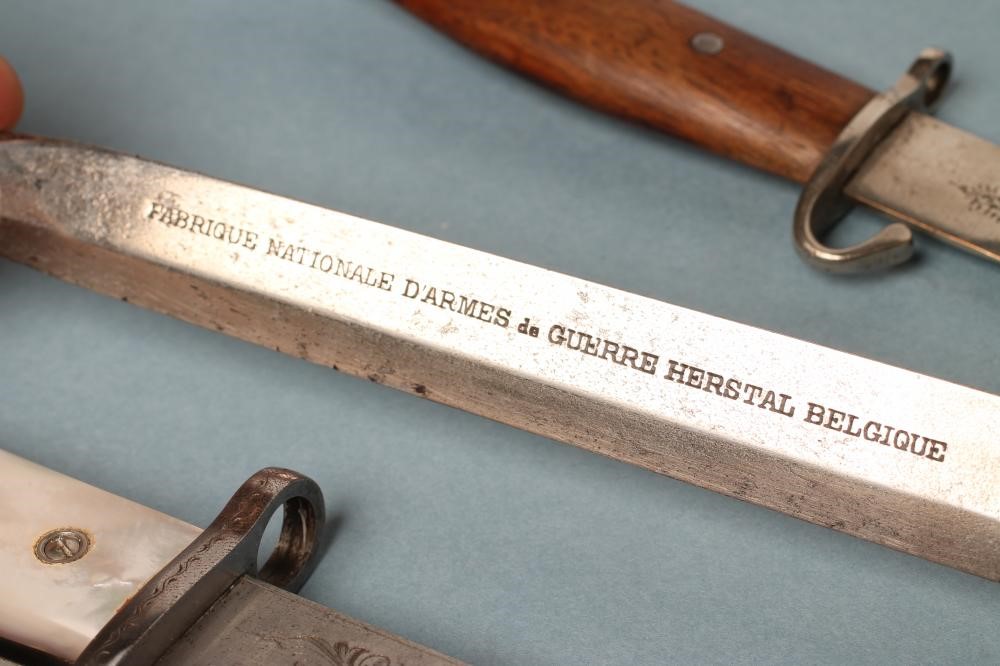 FABRIQUE NATIONALE D'ARMES de GUERRE HERSTAL BELGIQUE